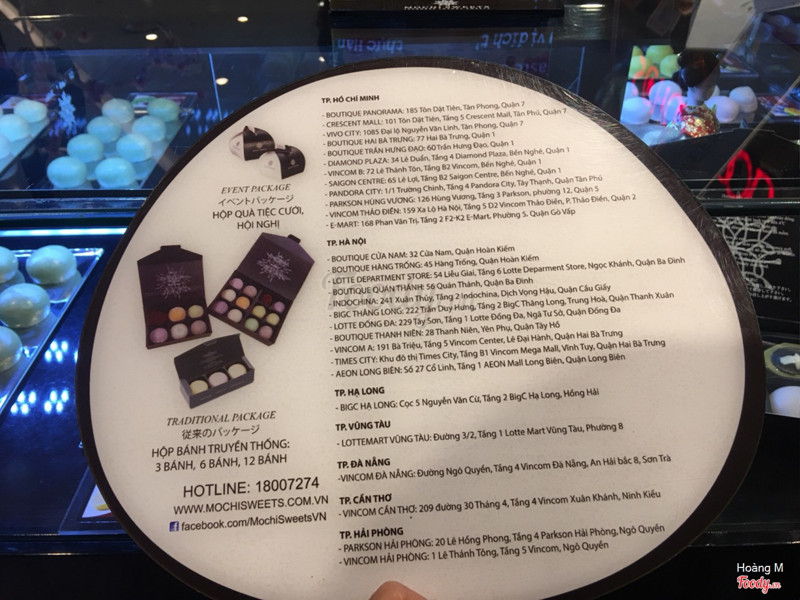 MOCHI SWEETS
TP. HỒ CHÍ MINH
- BOUTIQUE PANORAMA: 185 Tôn Dật Tiên, Tân Phong, Quận 7
- CRESCENT MALL: 101 Tôn Dật Tiên, Tầng 5 Crescent Mall, Tân Phú, Quận 7
- VIVO CITY: 1085 Đại lộ Nguyễn Văn Linh, Tân Phong, Quận 7
- BOUTIQUE HAI BÀ TRƯNG: 77 Hai Bà Trưng, Quận 1
- BOUTIQUE TRẦN HƯNG ĐẠO: 60 Trần Hưng Đạo, Quận 1
- DIAMOND PLAZA: 34 Lê Duẩn, Tầng 4 Diamond Plaza, Bến Nghé, Quận 1
- VINCOM B: 72 Lê Thánh Tôn, Tầng B2 Vincom, Bến Nghé, Quận 1
- SAIGON CENTRE: 65 Lê Lợi, Tầng B2 Saigon Centre, Bến Nghé, Quận 1
- PANDORA CITY: 1/1 Trường Chinh, Tầng 4 Pandora City, Tây Thạnh, Quận Tân Phú
- PARKSON HÙNG VƯƠNG: 126 Hùng Vương, Tầng 3 Parkson, phường 12, Quận 5
- VINCOM THẢO ĐIỀN: 159 Xa Lộ Hà Nội, Tầng 5 D2 Vincom Thảo Điền, P. Thảo Điền, Quận 2
- E-MART: 168 Phan Văn Trị, Tầng 2 F2-K2 E-Mart, Phường 5, Quận Gò Vấp
EVENT PACKAGE
イベントパッケージ
HỘP QUÀ TIỆC CƯỚI,
HỘI NGHỊ
TP. HÀ NỘI
- BOUTIQUE CỬA NAM: 32 Cửa Nam, Quận Hoàn Kiếm
- BOUTIQUE HÀNG TRỐNG: 45 Hàng Trống, Quận Hoàn Kiếm
- LOTTE DEPARTMENT STORE: 54 Liễu Giai, Tầng 6 Lotte Deparment Store, Ngọc Khánh, Quận Ba Đình
- BOUTIQUE QUÁN THÁNH: 56 Quán Thánh, Quận Ba Đình
- INDOCHINA: 241 Xuân Thủy, Tầng 2 Indochina, Dịch Vọng Hậu, Quận Cầu Giấy
- BIGC THĂNG LONG: 222 Trần Duy Hưng, Tầng 2 BigC Thăng Long, Trung Hoà, Quận Thanh Xuân
- LOTTE ĐỐNG ĐA: 229 Tây Sơn, Tầng 1 Lotte Đống Đa, Ngã Tư Sở, Quận Đống Đa
- BOUTIQUE THANH NIÊN: 28 Thanh Niên, Yên Phụ, Quận Tây Hồ
- VINCOM A: 191 Bà Triệu, Tầng 5 Vincom Center, Lê Đại Hành, Quận Hai Bà Trưng
- TIMES CITY: Khu đô thị Times City, Tầng B1 Vincom Mega Mall, Vĩnh Tuy, Quận Hai Bà Trưng
- AEON LONG BIÊN: Số 27 Cổ Linh, Tầng 1 AEON Mall Long Biên, Quận Long Biên
TP. HẠ LONG
- BIGC HẠ LONG: Cọc 5 Nguyễn Văn Cừ, Tầng 2 BigC Hạ Long, Hồng Hải
TP. VŨNG TÀU
- LOTTEMART VŨNG TÀU: Đường 3/2, Tầng 1 Lotte Mart Vũng Tàu, Phường 8
TP. ĐÀ NẴNG
-VINCOM ĐÀ NẴNG: Đường Ngô Quyền, Tầng 4 Vincom Đà Nẵng, An Hải bắc 8, Sơn Trà
TP. CẦN THƠ
- VINCOM CẦN THƠ: 209 đường 30 Tháng 4, Tầng 4 Vincom Xuân Khánh, Ninh Kiều
TP. HẢI PHÒNG
- PARKSON HẢI PHÒNG: 20 Lê Hồng Phong, Tầng 4 Parkson Hải Phòng, Ngô Quyền
- VINCOM HẢI PHÒNG: 1 Lê Thánh Tông, Tầng 5 Vincom, Ngô Quyền
TRADITIONAL PACKAGE
従来のパッケージ
HỘP BÁNH TRUYỀN THỐNG:
3 BÁNH, 6 BÁNH, 12 BÁNH
HOTLINE: 18007274
WWW.MOCHISWEETS.COM.VN
facebook.com/MochiSweetsVN
Hoàng M
Foody.vn